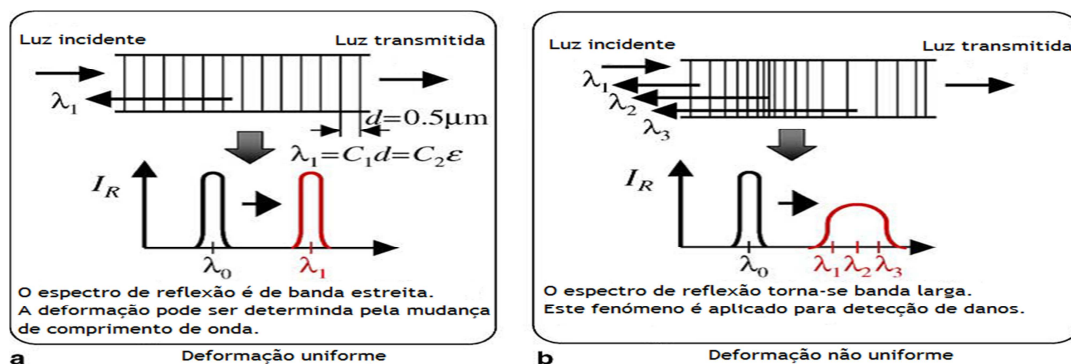 Luz incidente
Luz transmitida
λ1
d=0.5μm
λ1=C1d=C2ε
IR
λ0
λ1
O espectro de reflexão é de banda estreita.
A deformação pode ser determinda pela mudança
de comprimento de onda.
a
Deformação uniforme
Luz incidente
Luz transmitida
λ1
λ2
λ3
IR
λ0
λ1
λ2
λ3
O espectro de reflexão torna-se banda larga.
Este fenómeno é aplicado para detecção de danos.
b
Deformação não uniforme